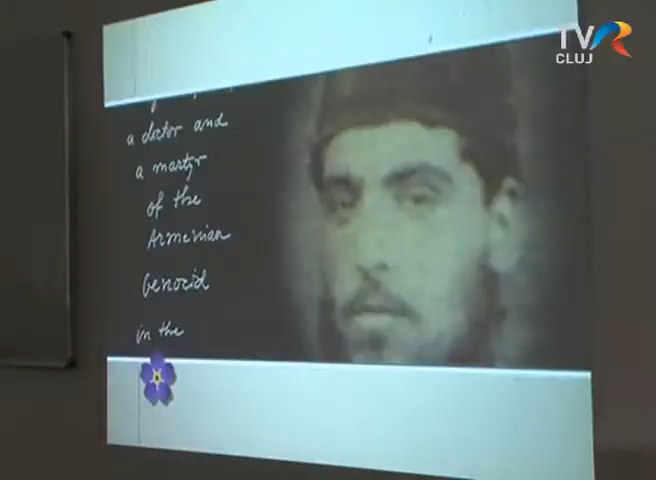 TVR
CLUJ
a doctor and
a martyr
of the
Armenian
Genocid
in the